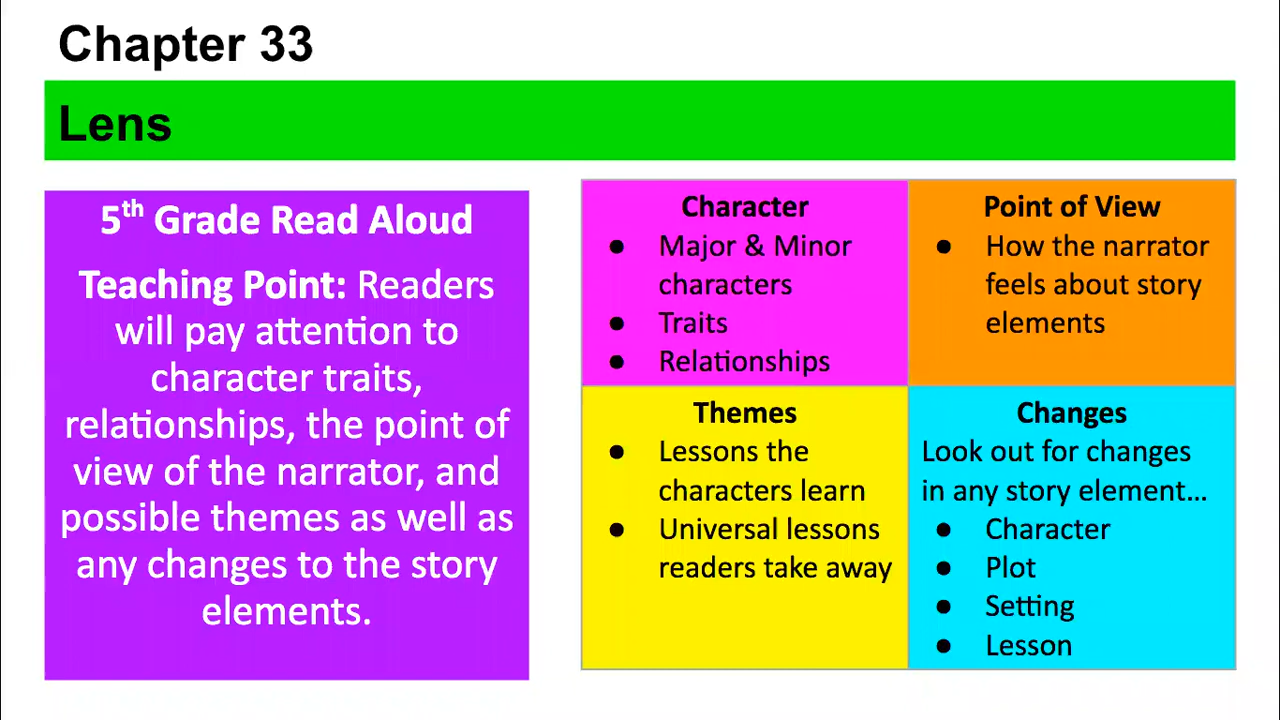 Chapter 33
Lens
5th Grade Read Aloud
Teaching Point: Readers
will pay attention to
character traits,
relationships, the point of
view of the narrator, and
possible themes as well as
any changes to the story
elements.
Character
● Major & Minor
characters
● Traits
● Relationships
Point of View
● How the narrator
feels about story
elements
Themes
● Lessons the
characters learn
● Universal lessons
readers take away
Changes
Look out for changes
in any story element...
● Character
● Plot
● Setting
● Lesson